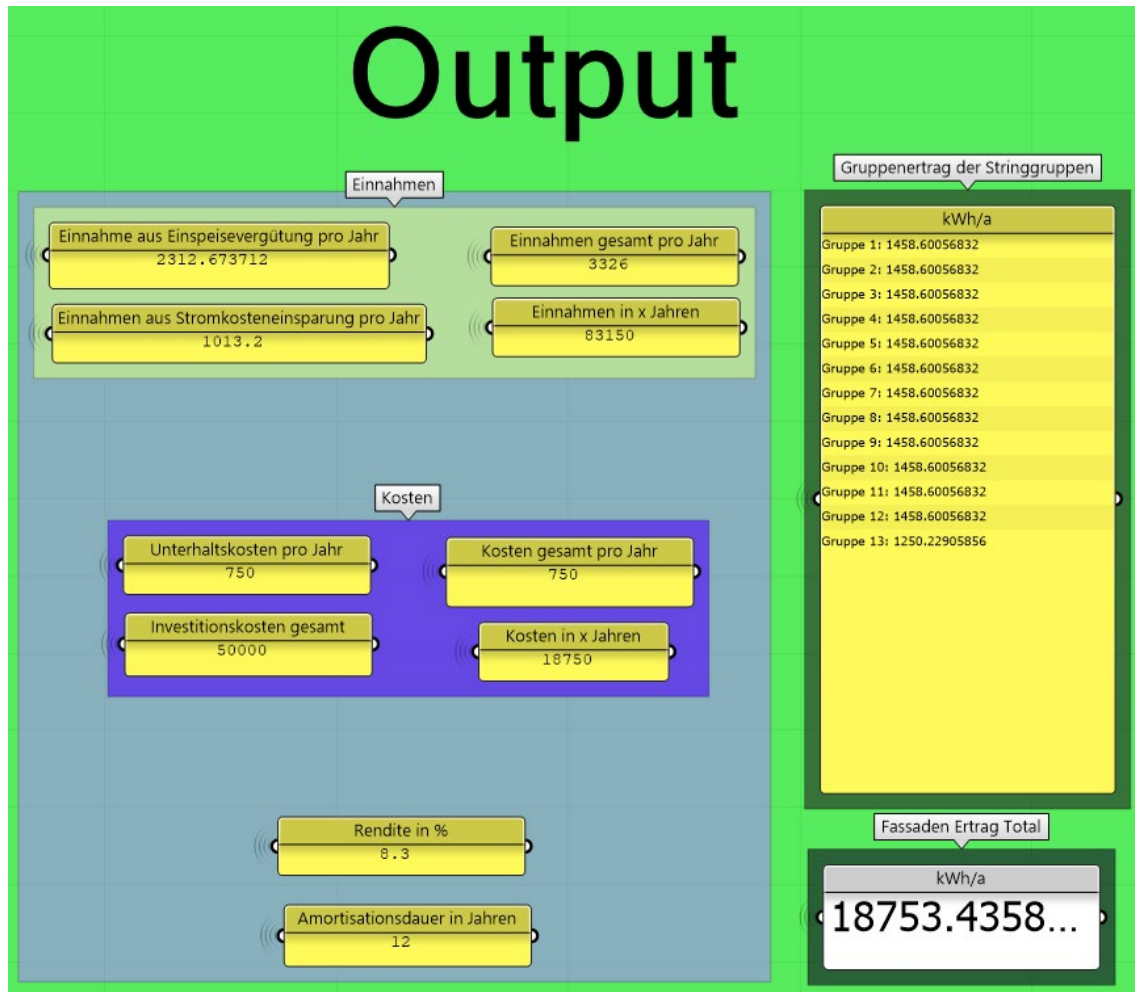 Output
Einnahmen
Einnahme aus Einspeisevergütung pro Jahr
2312.673712
Einnahmen gesamt pro Jahr
3326
Einnahmen aus Stromkosteneinsparung pro Jahr
1013.2
Einnahmen in x Jahren
83150
Kosten
Unterhaltskosten pro Jahr
750
Kosten gesamt pro Jahr
750
Investitionskosten gesamt
50000
Kosten in x Jahren
18750
Rendite in %
8.3
Amortisationsdauer in Jahren
12
Gruppenertrag der Stringgruppen
kWh/a
Gruppe 1: 1458.60056832
Gruppe 2: 1458.60056832
Gruppe 3: 1458.60056832
Gruppe 4: 1458.60056832
Gruppe 5: 1458.60056832
Gruppe 6: 1458.60056832
Gruppe 7: 1458.60056832
Gruppe 8: 1458.60056832
Gruppe 9: 1458.60056832
Gruppe 10: 1458.60056832
Gruppe 11: 1458.60056832
Gruppe 12: 1458.60056832
Gruppe 13: 1250.22905856
Fassaden Ertrag Total
kWh/a
18753.4358...